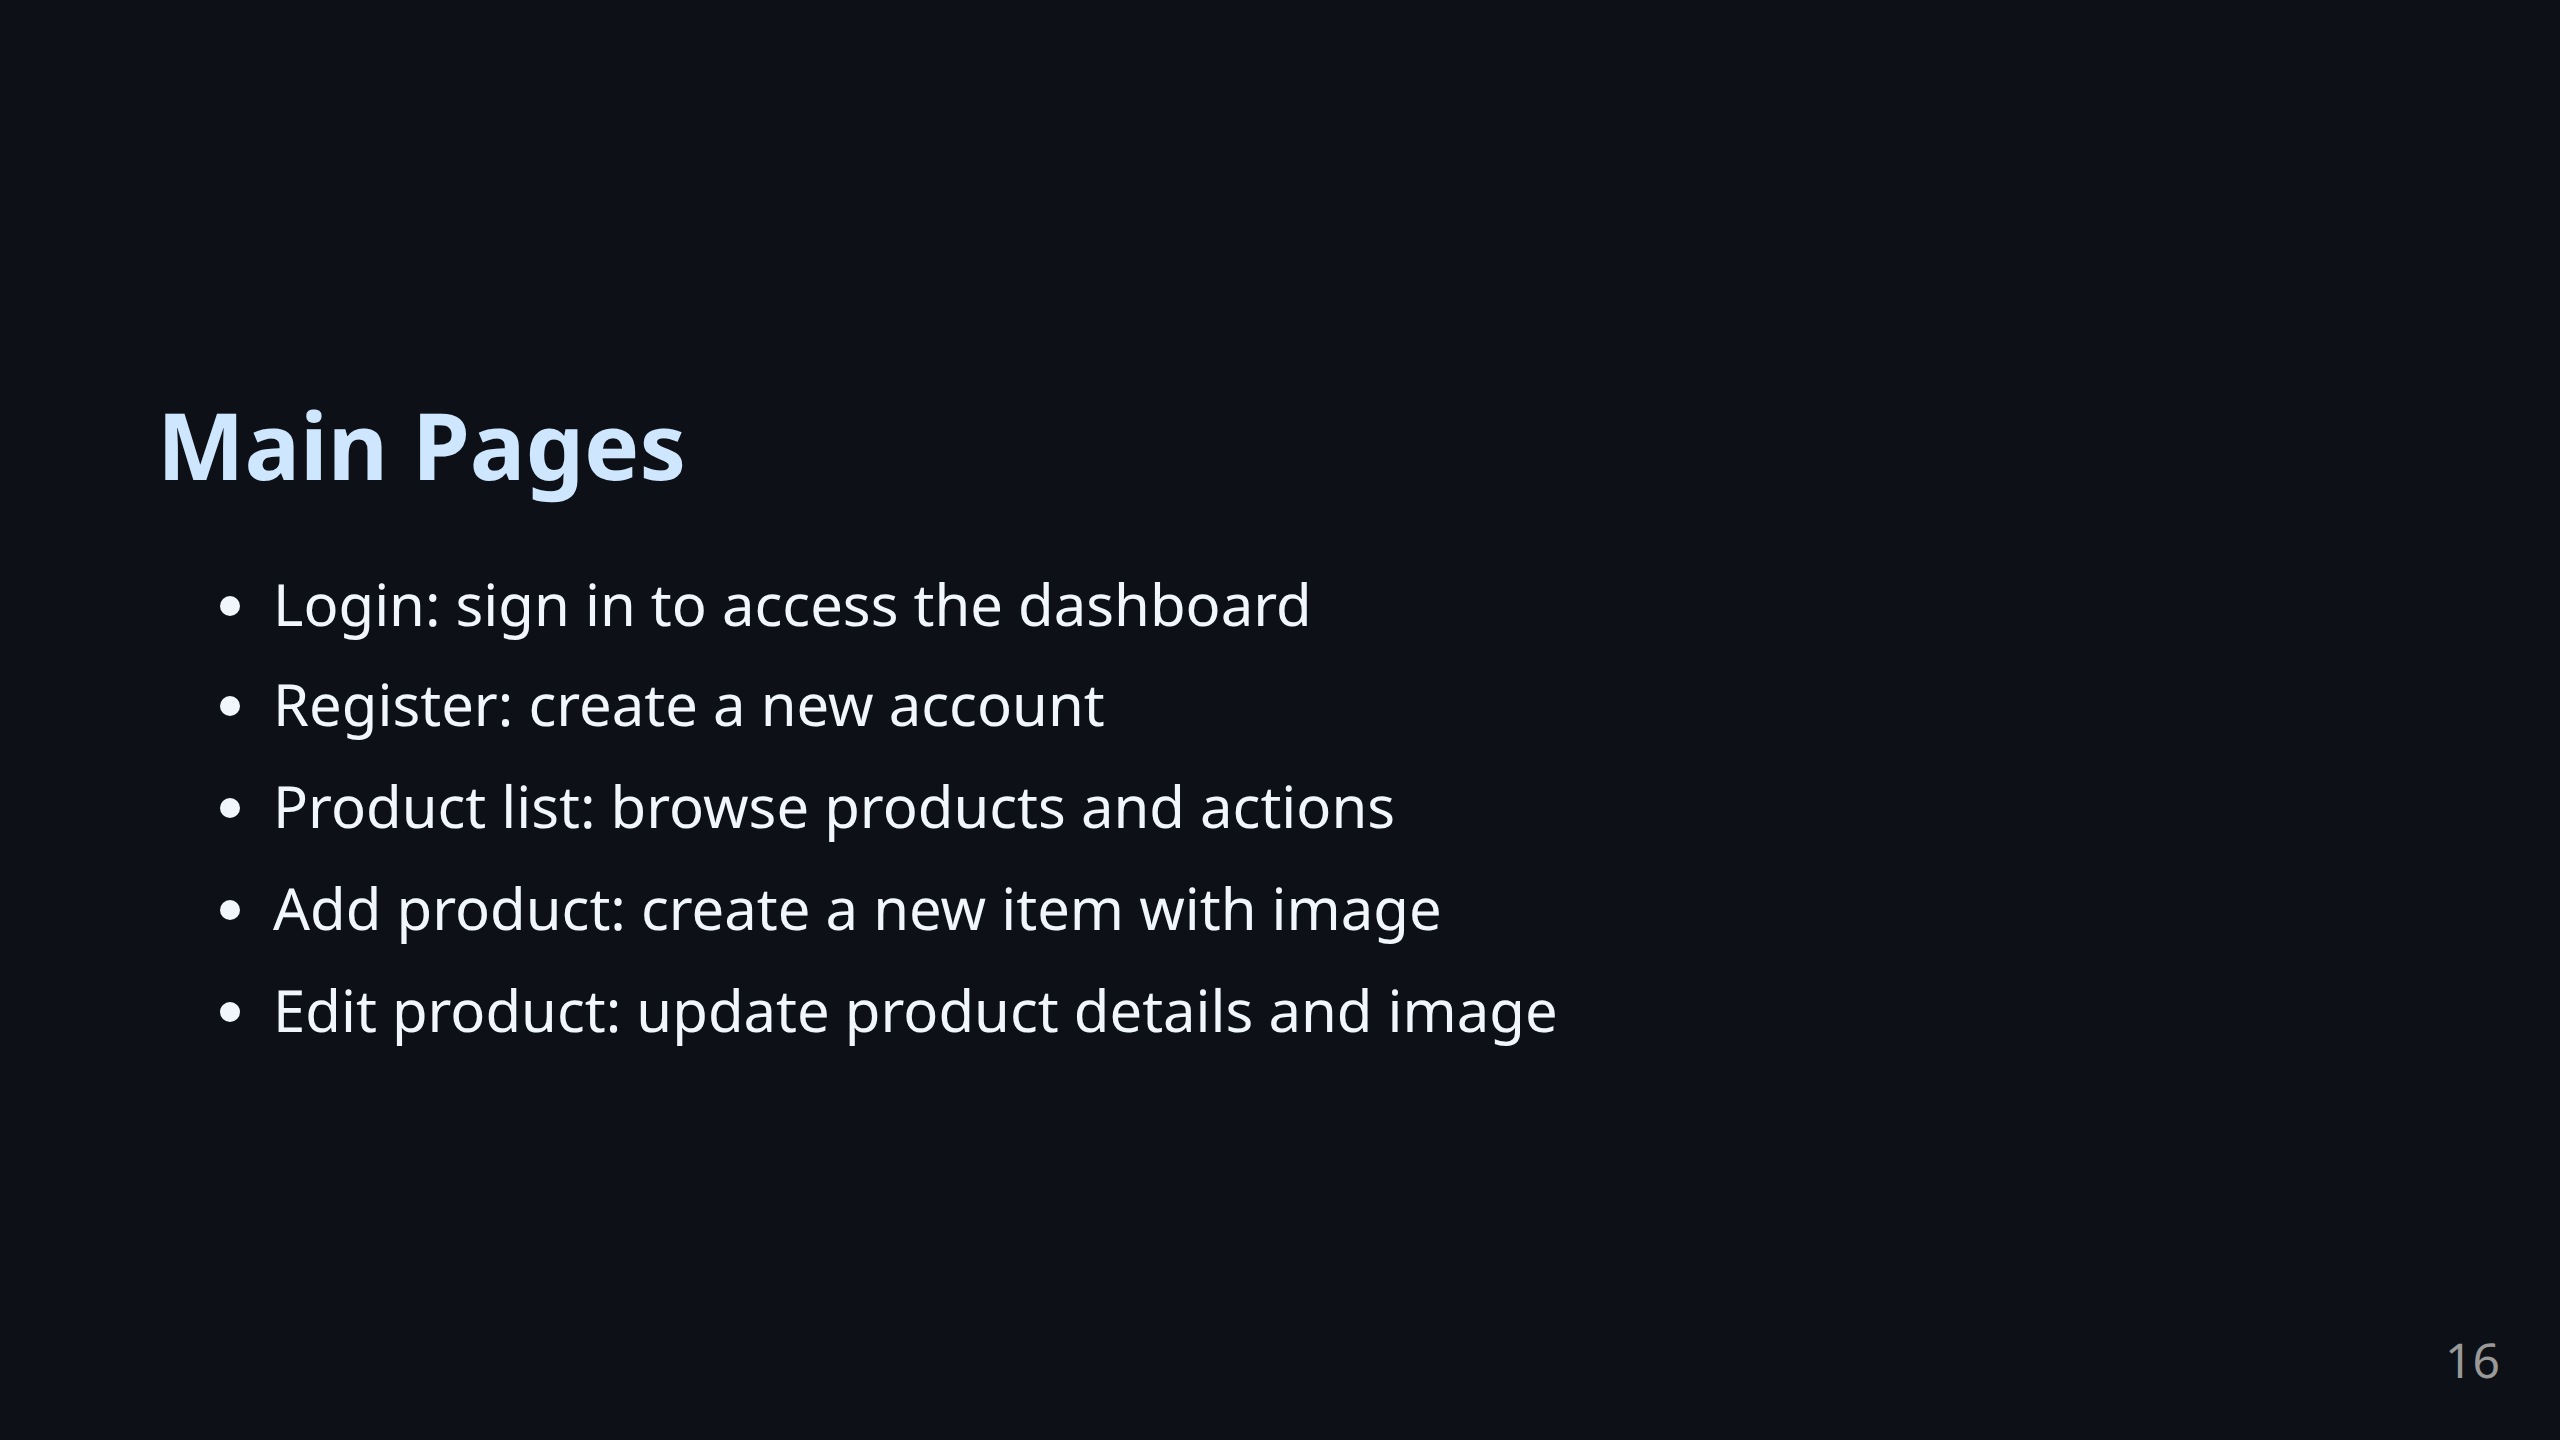 Main Pages
• Login: sign in to access the dashboard
• Register: create a new account
• Product list: browse products and actions
• Add product: create a new item with image
• Edit product: update product details and image
16